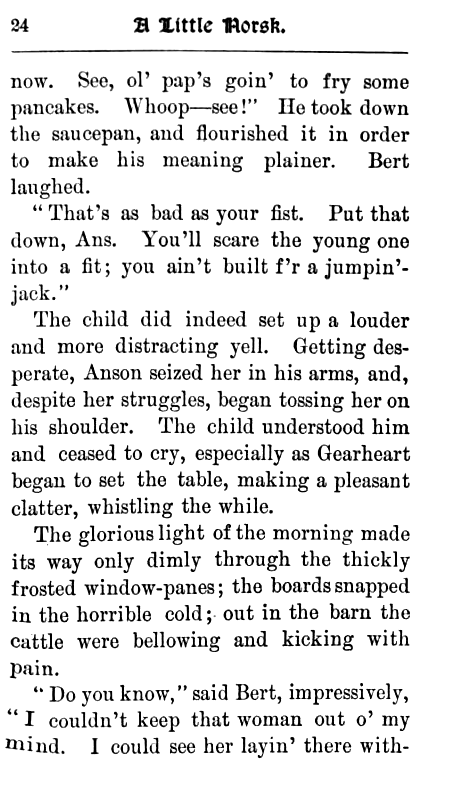 24 A Little Norsk.
now. See, ol' pap's goin' to fry some
pancakes. Whoop—see!" He took down
the saucepan, and flourished it in order
to make his meaning plainer. Bert
laughed.
"That's as bad as your fist. Put that
down, Ans. You'll scare the young one
into a fit; you ain't built f'r a jumpin'-
jack."
The child did indeed set up a louder
and more distracting yell. Getting des-
perate, Anson seized her in his arms, and,
despite her struggles, began tossing her on
his shoulder. The child understood him
and ceased to cry, especially as Gearheart
began to set the table, making a pleasant
clatter, whistling the while.
The glorious light of the morning made
its way only dimly through the thickly
frosted window-panes; the boards snapped
in the horrible cold; out in the barn the
cattle were bellowing and kicking with
pain.
"Do you know," said Bert, impressively,
"I couldn't keep that woman out o' my
mind. I could see her layin' there with-